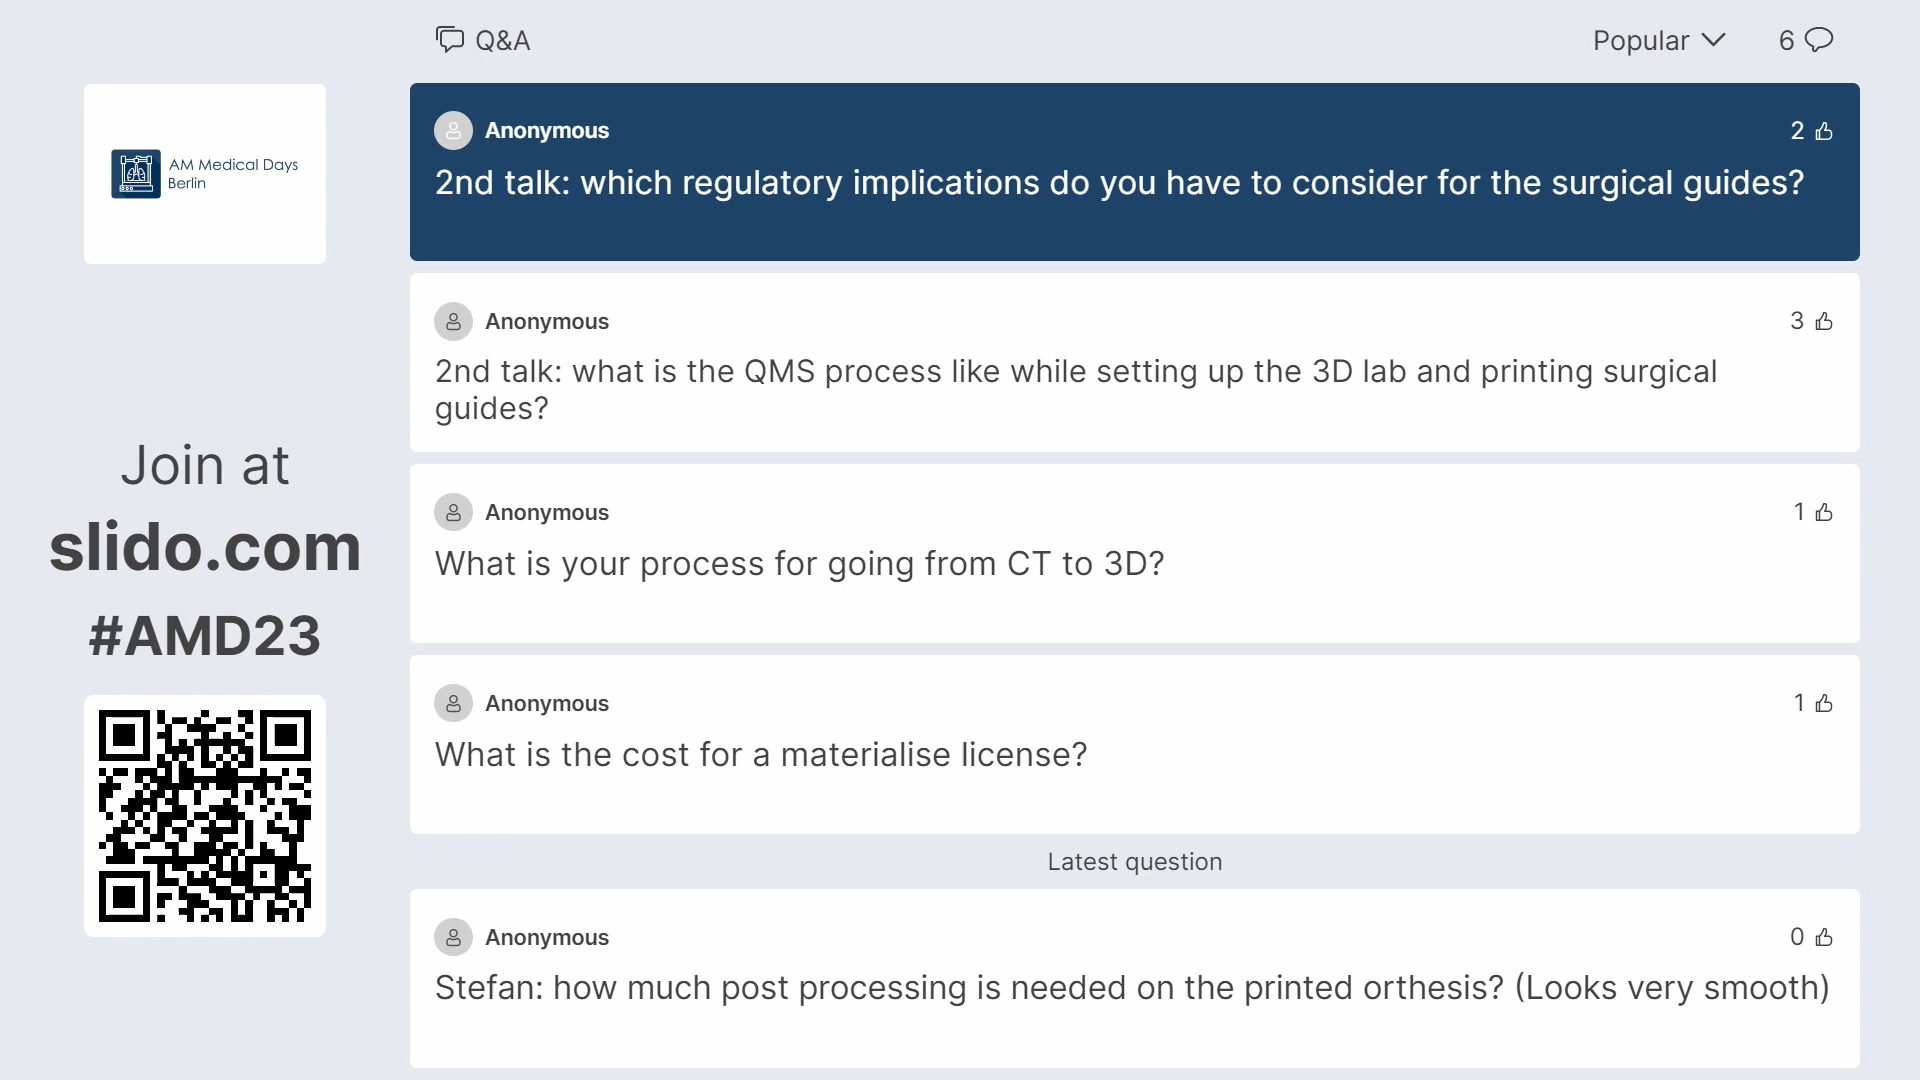 Q&A
Popular
6
AM Medical Days
Berlin
Join at
slido.com
#AMD23
Anonymous
2
2nd talk: which regulatory implications do you have to consider for the surgical guides?
Anonymous
3
2nd talk: what is the QMS process like while setting up the 3D lab and printing surgical
guides?
Anonymous
1
What is your process for going from CT to 3D?
Anonymous
1
What is the cost for a materialise license?
Latest question
Anonymous
0
Stefan: how much post processing is needed on the printed orthesis? (Looks very smooth)